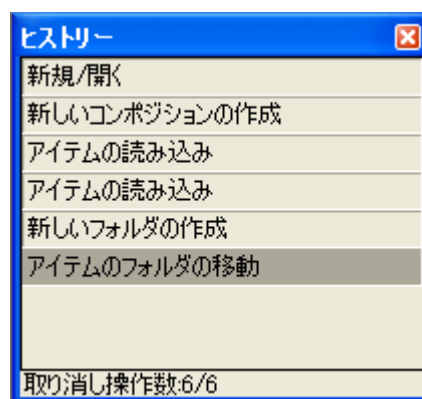 ヒストリー
新規/開く
新しいコンポジションの作成
アイテムの読み込み
アイテムの読み込み
新しいフォルダの作成
アイテムのフォルダの移動
取り消し操作数:6/6